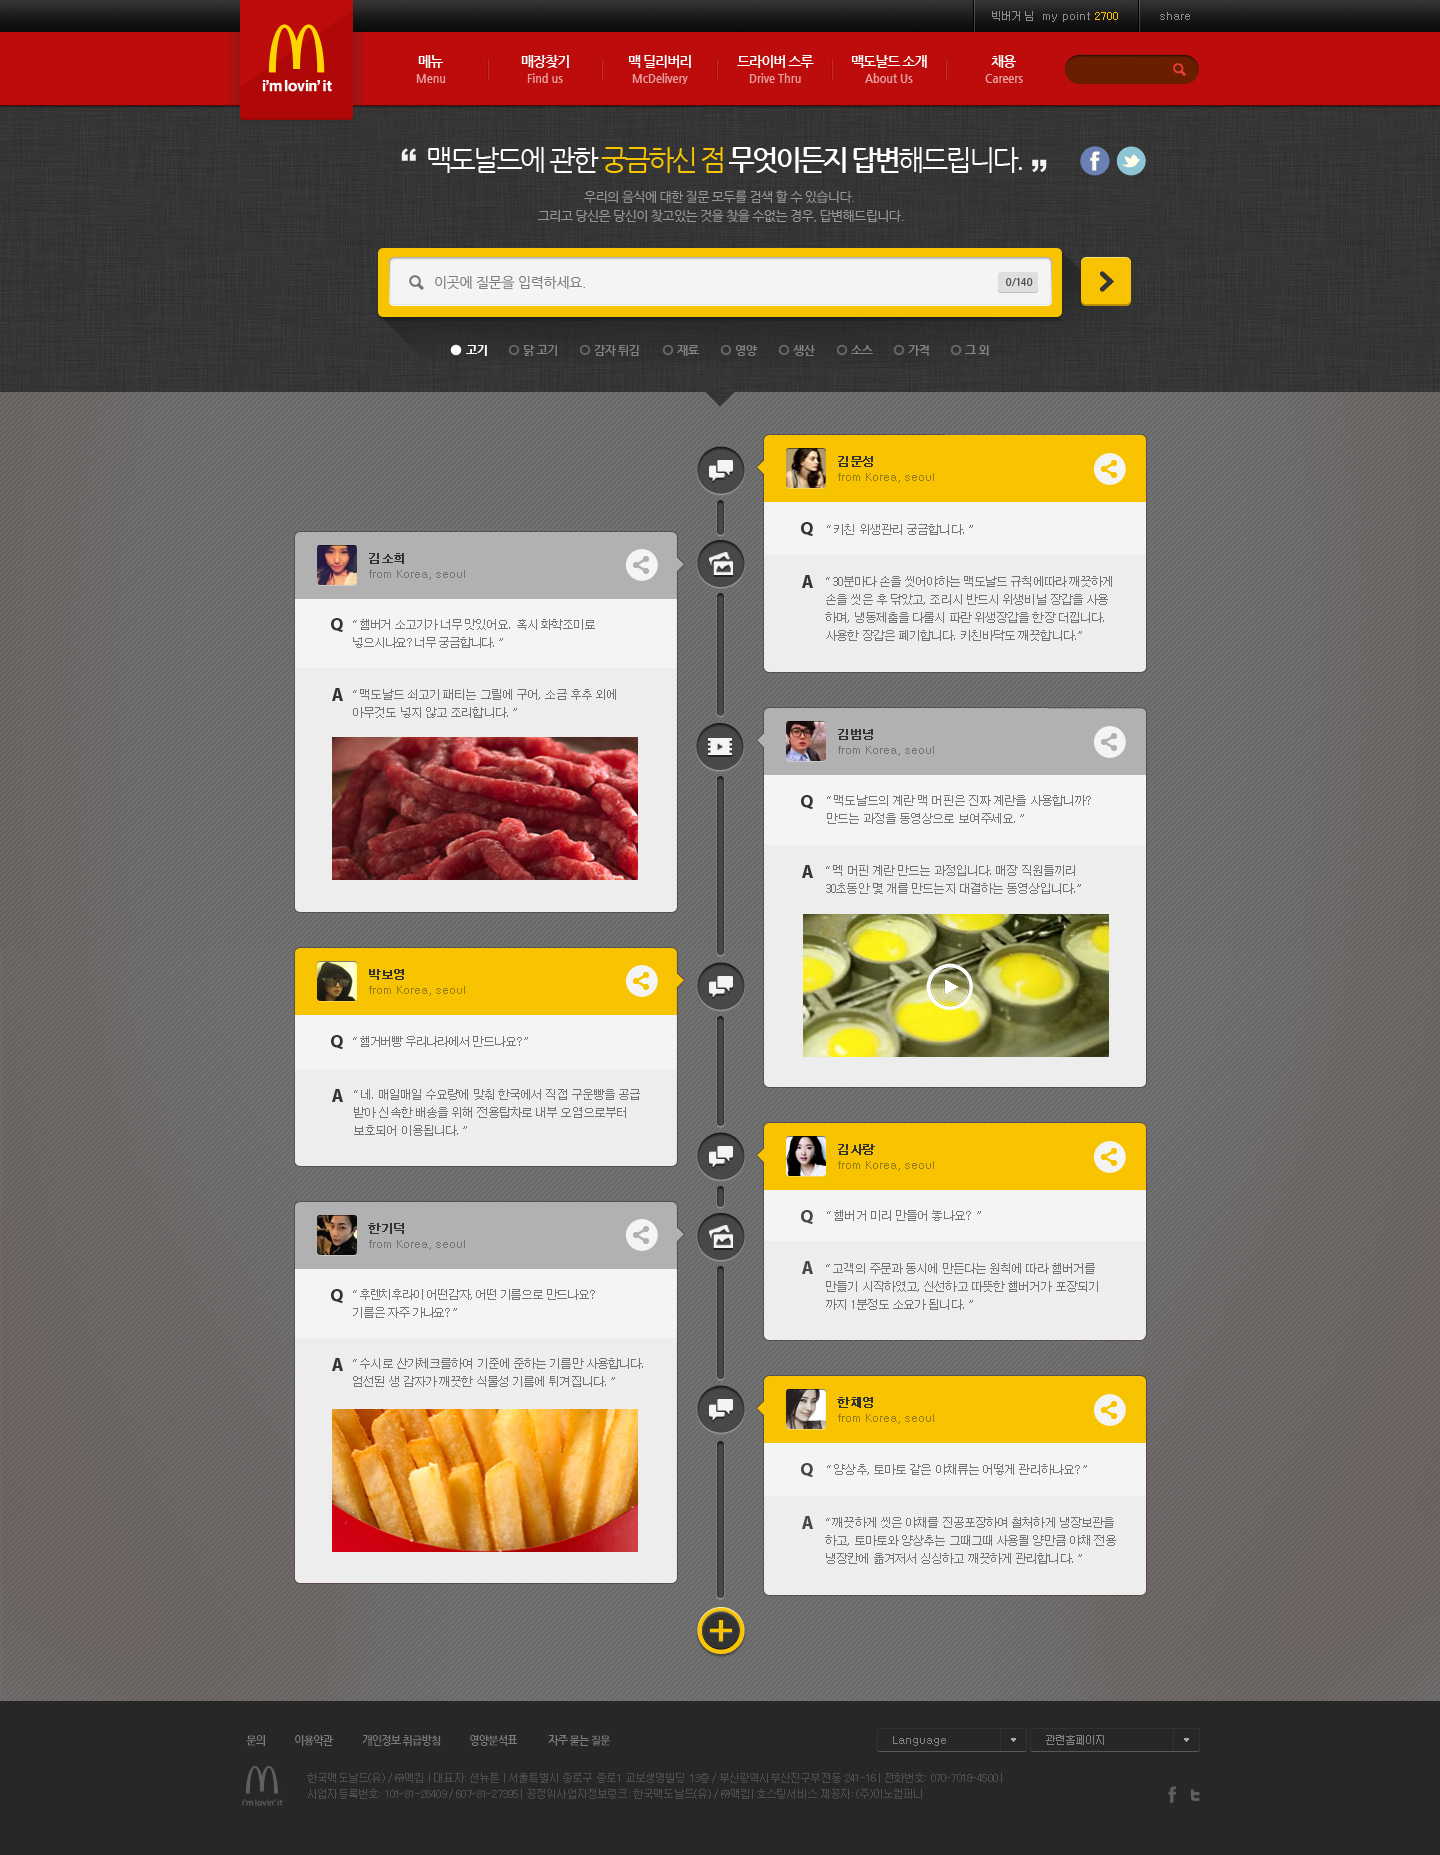 빅버거 님 my point 2700
share
i'm lovin' it
메뉴
Menu
매장찾기
Find us
맥 딜리버리
McDelivery
드라이버 스루
Drive Thru
맥도날드 소개
About Us
채용
Careers
“ 맥도날드에 관한 궁금하신 점 무엇이든지 답변해드립니다. ”
우리의 음식에 대한 질문 모두를 검색 할 수 있습니다.
그리고 당신은 당신이 찾고있는 것을 찾을 수없는 경우, 답변해드립니다.
이곳에 질문을 입력하세요.
0/140
고기
닭 고기
감자 튀김
재료
영양
생산
소스
가격
그 외
김문성
from Korea, seoul
Q “ 키친 위생관리 궁금합니다. ”
A “ 30분마다 손을 씻어야하는 맥도날드 규칙에따라 깨끗하게
손을 씻은 후 닦았고, 조리시 반드시 위생비닐 장갑을 사용
하며, 냉동제춤을 다룰시 파란 위생장갑을 한장 더낍니다.
사용한 장갑은 폐기합니다. 키친바닥도 깨끗합니다.”
김소희
from Korea, seoul
Q “ 햄버거 소고기가 너무 맛있어요. 혹시 화학조미료
넣으시나요? 너무 궁금합니다. ”
A “ 맥도날드 쇠고기 패티는 그릴에 구어, 소금 후추 외에
아무것도 넣지 않고 조리합니다. ”
김범녕
from Korea, seoul
Q “ 맥도날드의 계란 맥 머핀은 진짜 계란을 사용합니까?
만드는 과정을 동영상으로 보여주세요. ”
A “ 멕 머핀 계란 만드는 과정입니다. 매장 직원들끼리
30초동안 몇 개를 만드는지 대결하는 동영상입니다.”
박보영
from Korea, seoul
Q “ 햄거버빵 우리나라에서 만드나요? ”
A “ 네. 매일매일 수요량에 맞춰 한국에서 직접 구운빵을 공급
받아 신속한 배송을 위해 전용탑차로 내부 오염으로부터
보호되어 이용됩니다. ”
김사랑
from Korea, seoul
Q “ 햄버거 미리 만들어 놓나요? ”
A “ 고객의 주문과 동시에 만든다는 원칙에 따라 햄버거를
만들기 시작하였고, 신선하고 따뜻한 햄버거가 포장되기
까지 1분정도 소요가 됩니다. ”
한기덕
from Korea, seoul
Q “ 후렌치후라이 어떤감자, 어떤 기름으로 만드나요?
기름은 자주 가나요? ”
A “ 수시로 산가체크를하여 기준에 준하는 기름만 사용합니다.
엄선된 생 감자가 깨끗한 식물성 기름에 튀겨집니다. ”
한채영
from Korea, seoul
Q “ 양상추, 토마토 같은 야채류는 어떻게 관리하나요? ”
A “ 깨끗하게 씻은 야채를 진공포장하여 철처하게 냉장보관을
하고, 토마토와 양상추는 그때그때 사용될 양만큼 야채 전용
냉장칸에 옮겨져서 싱싱하고 깨끗하게 관리합니다. ”
문의
이용약관
개인정보 취급방침
영양분석표
자주 묻는 질문
Language
관련홈페이지
i'm lovin' it
한국맥도날드(유) / ㈜맥킴 | 대표자: 션뉴튼 | 서울특별시 종로구 종로1 교보생명빌딩 13층 / 부산광역시 부산진구 부전동 241-16 | 전화번호: 070-7018-4500 |
사업자 등록번호: 101-81-26409 / 607-81-27395 | 공정위사업자정보링크: 한국맥도날드(유) / ㈜맥킴 | 호스팅서비스 제공자: (주)이노컴퍼니